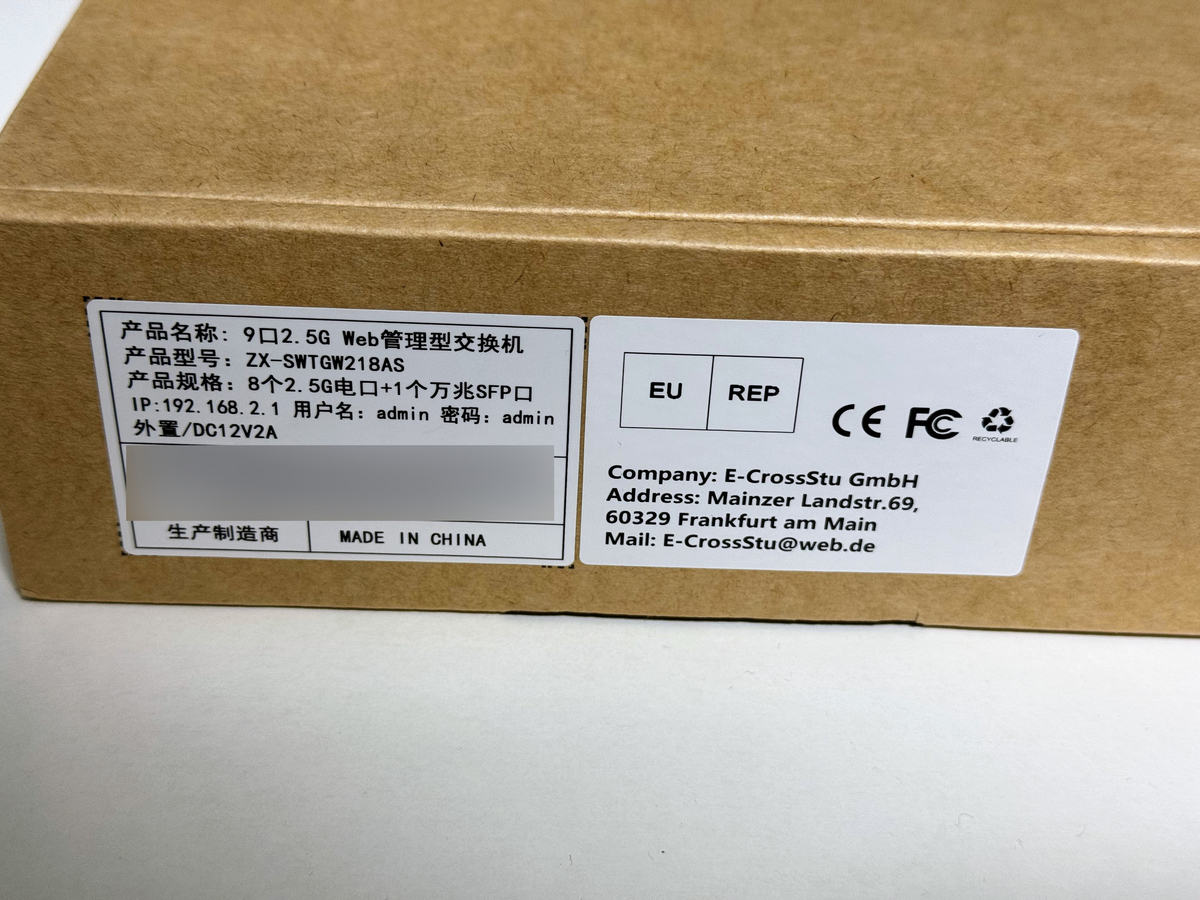 产品名称: 9口2.5G Web管理型交换机
产品型号: ZX-SWTGW218AS
产品规格: 8个2.5G电口+1个万兆SFP口
IP:192.168.2.1 用户名: admin 密码: admin
外置/DC12V2A
生产制造商 MADE IN CHINA
EU REP
CE FC
RECYCLABLE
Company: E-CrossStu GmbH
Address: Mainzer Landstr.69,
60329 Frankfurt am Main
Mail: E-CrossStu@web.de